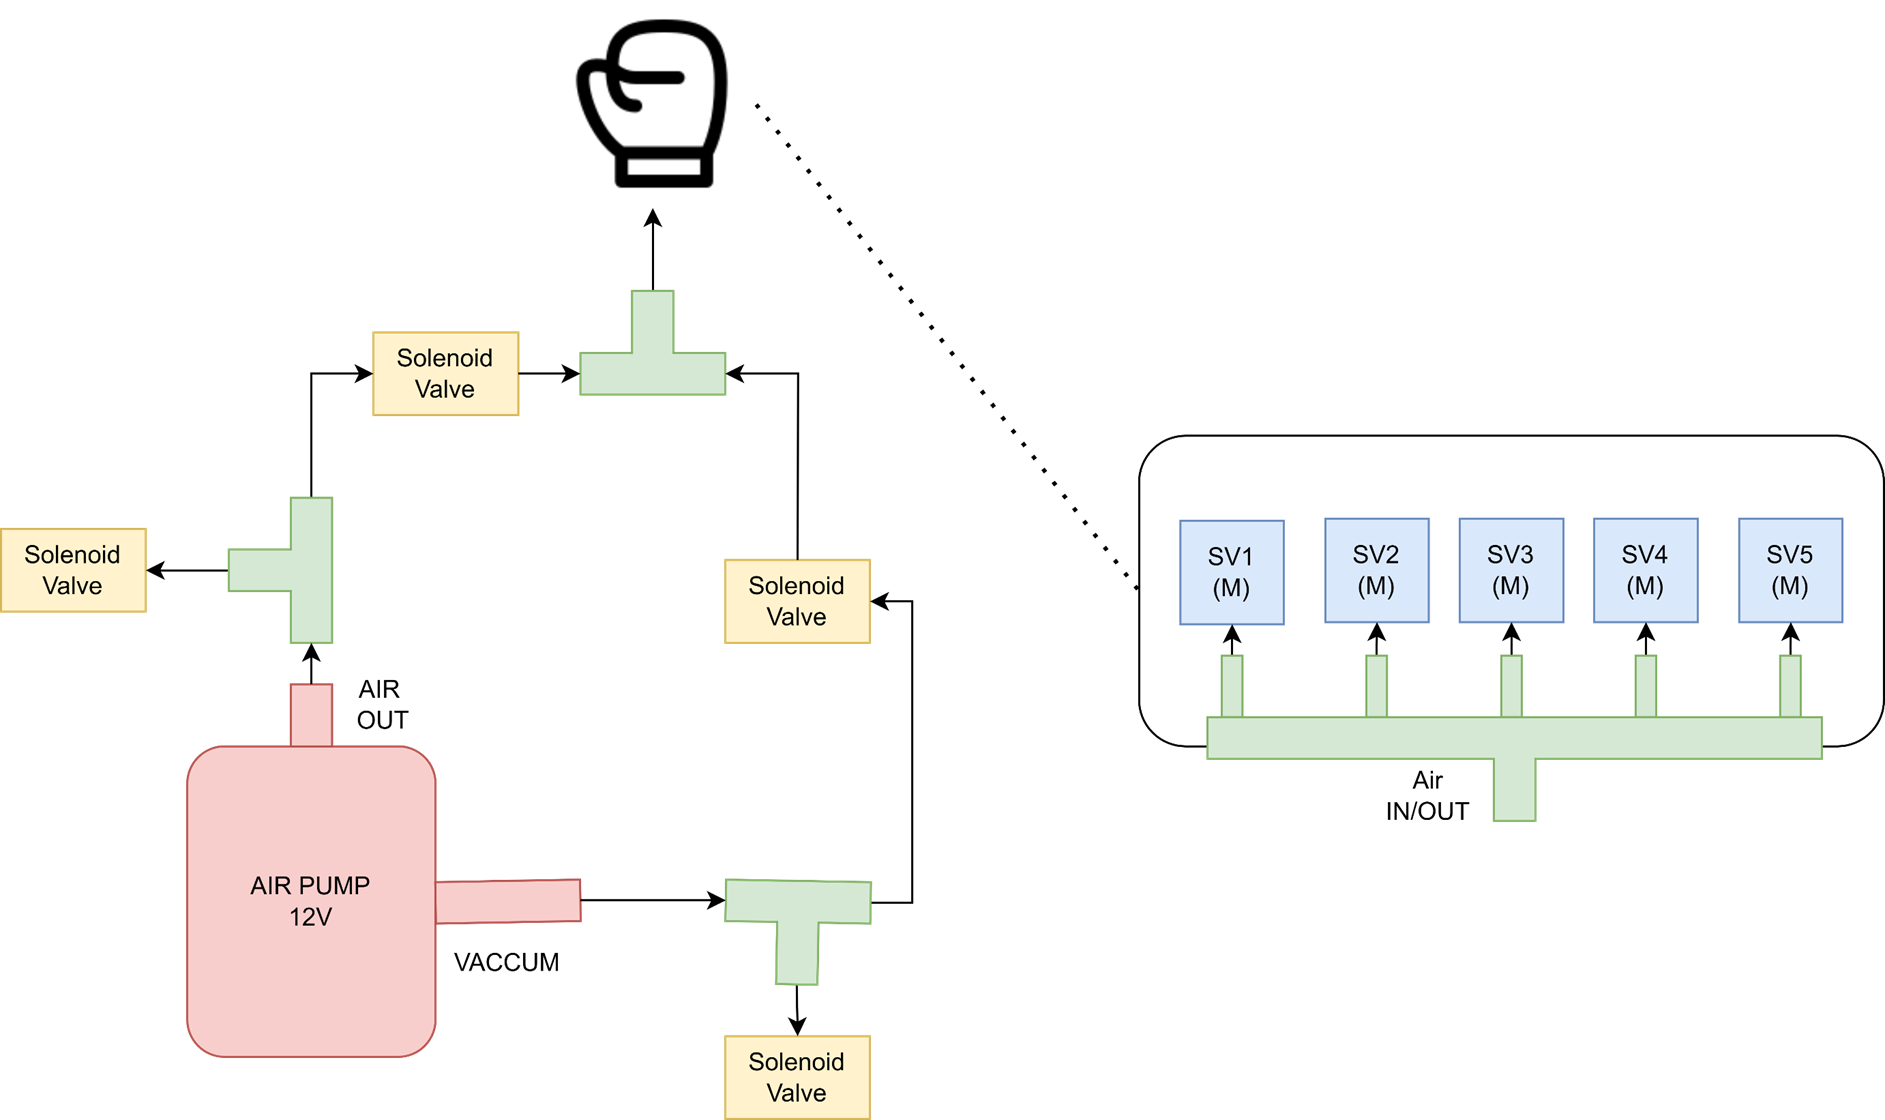 Solenoid
Valve
Solenoid
Valve
Solenoid
Valve
AIR
OUT
AIR PUMP
12V
VACCUM
Solenoid
Valve
SV1
(M)
SV2
(M)
SV3
(M)
SV4
(M)
SV5
(M)
Air
IN/OUT